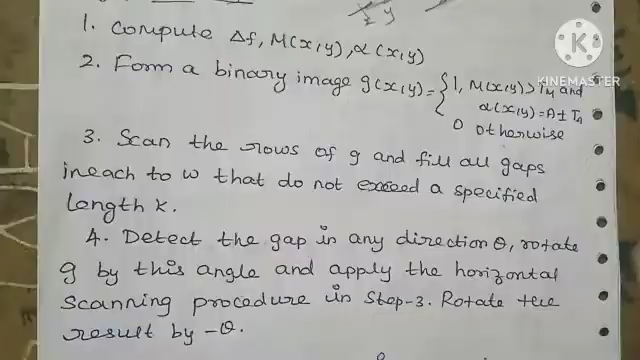 1. Compute Δf, M(x,y), α(x,y)
2. Form a binary image g(x,y) = { 1, M(x,y) > TM and
α(x,y) = A ± TA
0 otherwise
KINEMASTER
3. Scan the rows of g and fill all gaps
ineach to w that do not exceed a specified
length K.
4. Detect the gap in any direction θ, rotate
g by this angle and apply the horizontal
scanning procedure in Step-3. Rotate the
result by -θ.